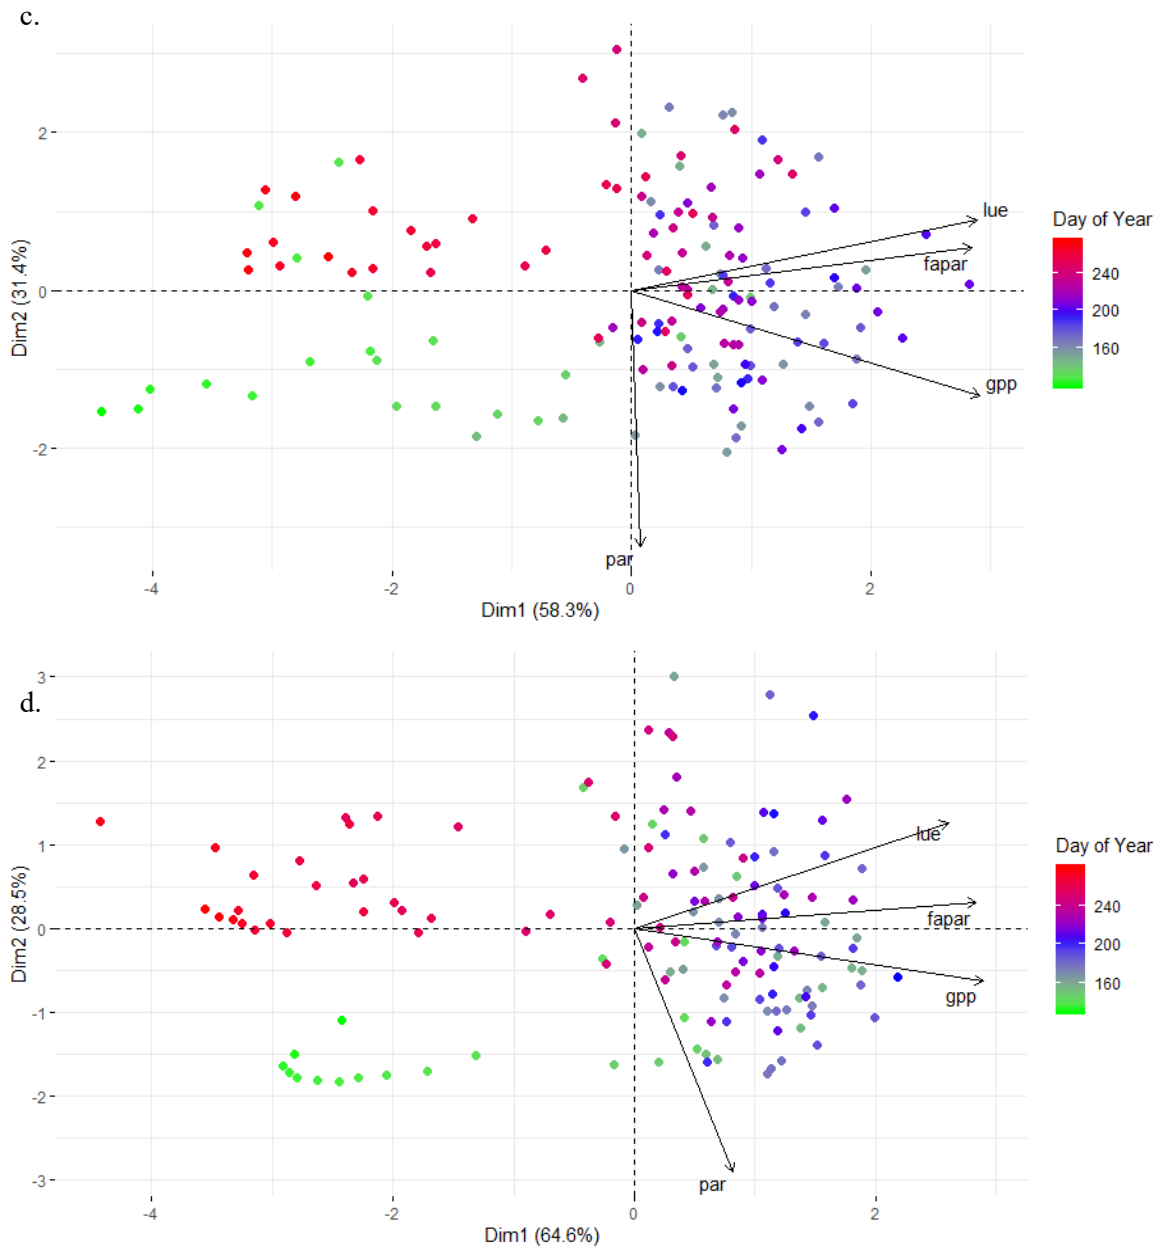 c.
2
0
-2
Dim2 (31.4%)
lue
fapar
gpp
par
-4
-2
0
2
Dim1 (58.3%)
Day of Year
240
200
160
d.
3
2
1
0
-1
-2
-3
Dim2 (28.5%)
lue
fapar
gpp
par
-4
-2
0
2
Dim1 (64.6%)
Day of Year
240
200
160